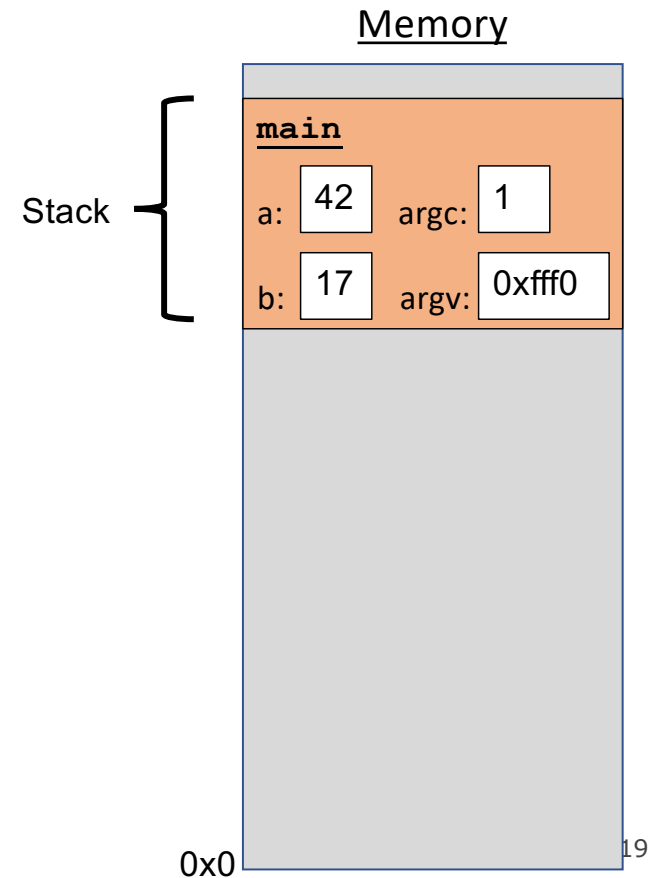 Memory
main
Stack
a: 42 argc: 1
b: 17 argv: 0xfff0
0x0
19